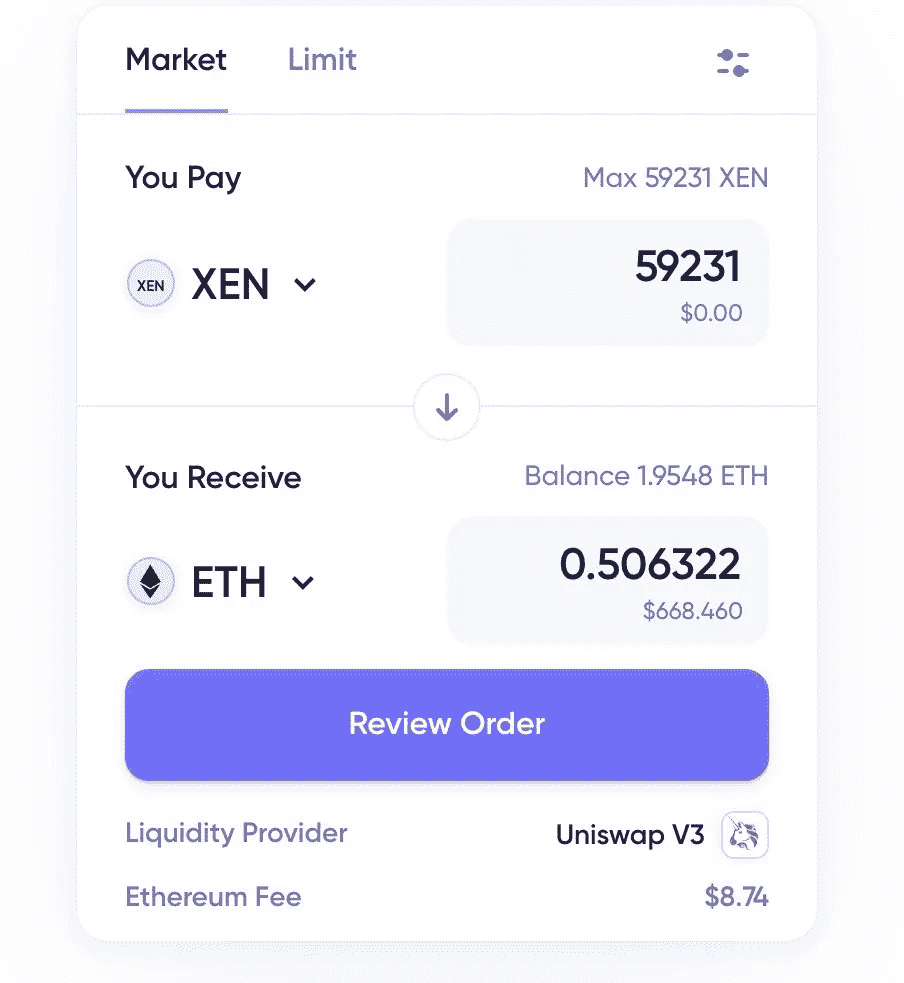 Market Limit
You Pay Max 59231 XEN
XEN XEN 59231
$0.00
You Receive Balance 1.9548 ETH
ETH 0.506322
$668.460
Review Order
Liquidity Provider Uniswap V3
Ethereum Fee $8.74